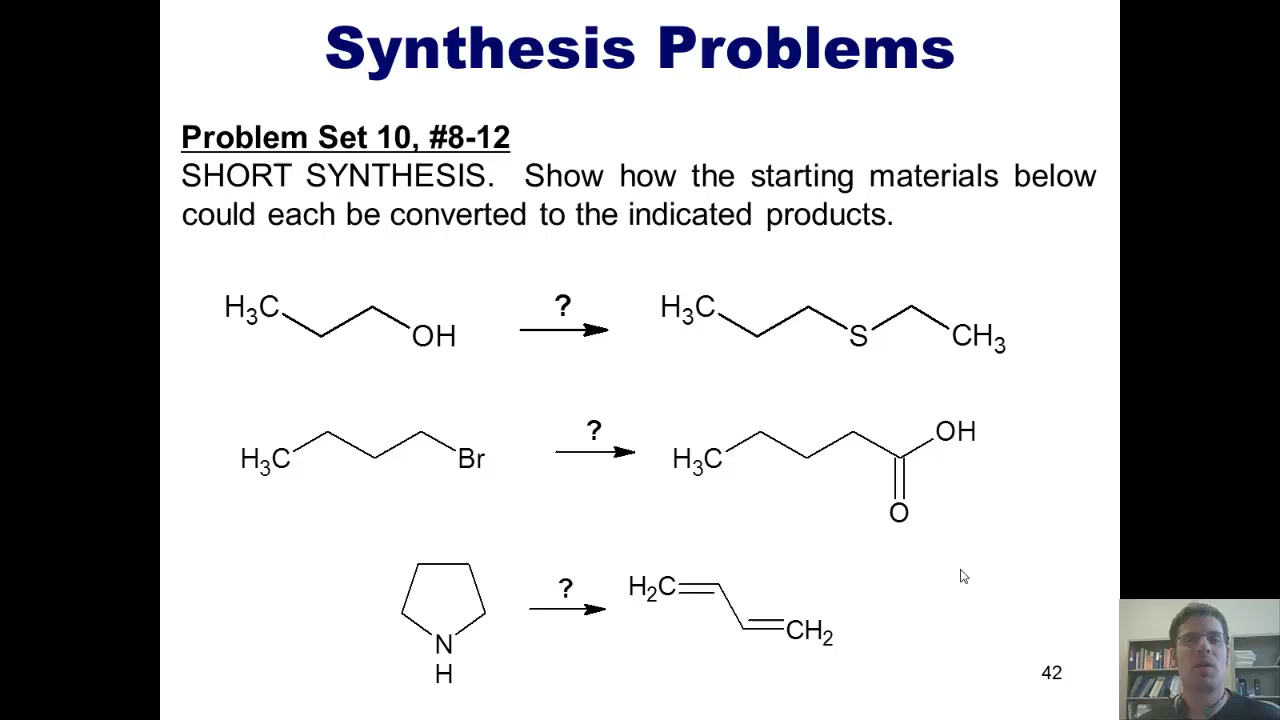 Synthesis Problems
Problem Set 10, #8-12
SHORT SYNTHESIS. Show how the starting materials below
could each be converted to the indicated products.
H3C OH ? H3C S CH3
H3C Br ? H3C OH O
N H ? H2C CH2
42